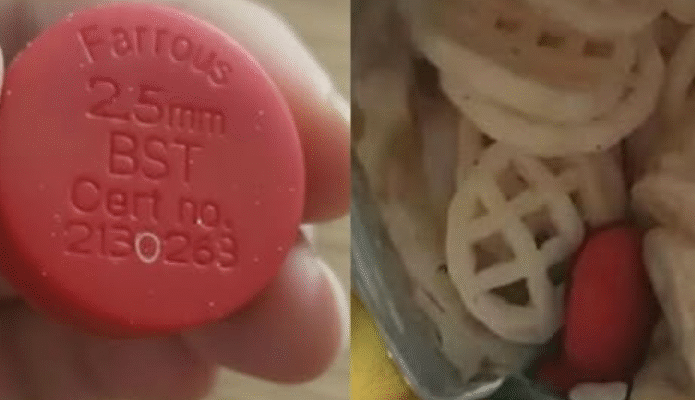 Farrous
2.5mm
BST
Cert no.
2130263